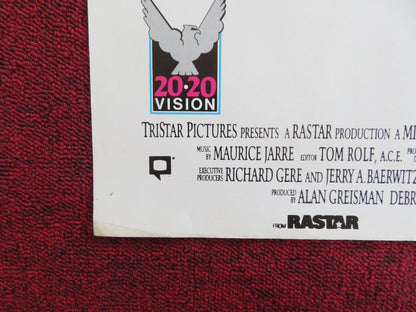 20·20
VISION
TRISTAR PICTURES PRESENTS A RASTAR PRODUCTION A
MUSIC BY MAURICE JARRE EDITOR TOM ROLF, A.C.E.
EXECUTIVE PRODUCERS RICHARD GERE AND JERRY A. BAERWITZ
PRODUCED BY ALAN GREISMAN DEBR
FROM RASTAR